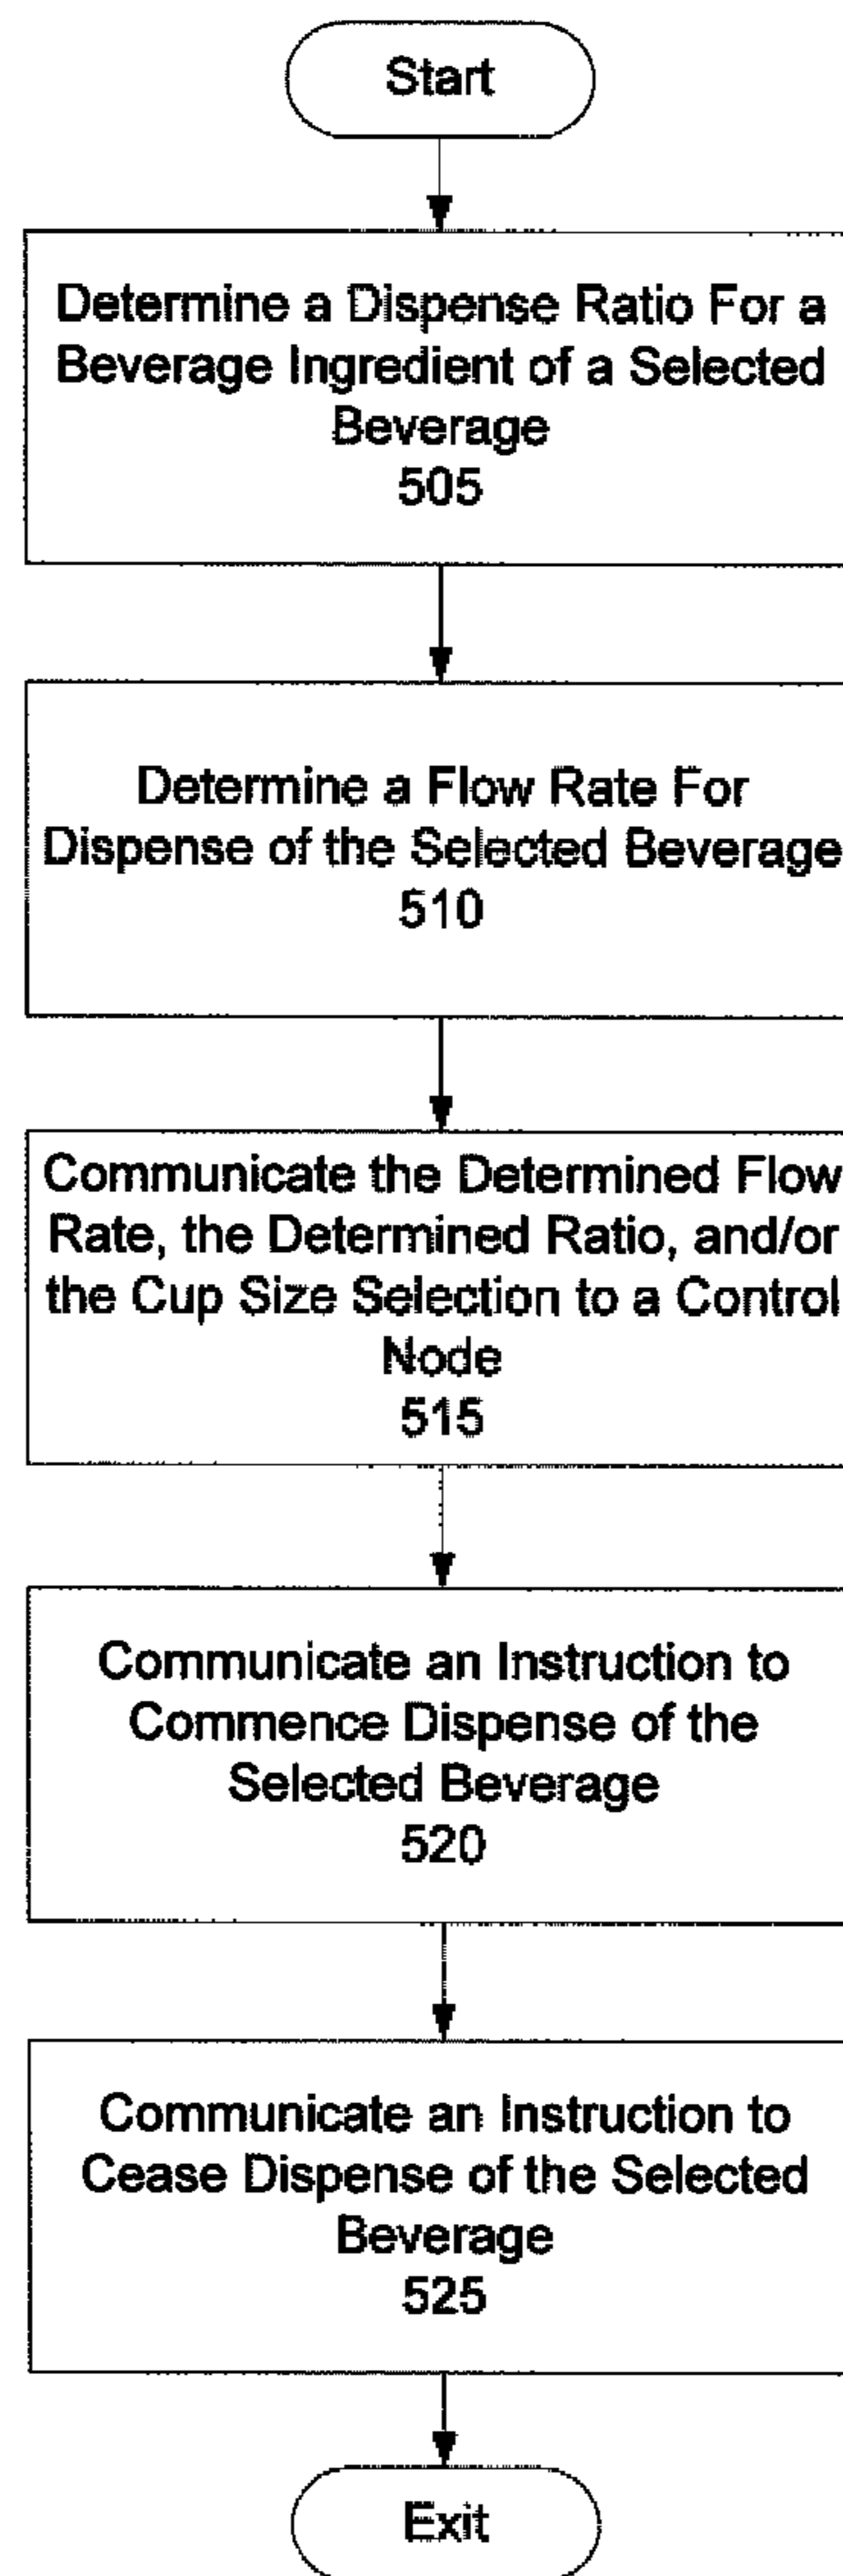 Start
Determine a Dispense Ratio For a
Beverage Ingredient of a Selected
Beverage
505
Determine a Flow Rate For
Dispense of the Selected Beverage
510
Communicate the Determined Flow
Rate, the Determined Ratio, and/or
the Cup Size Selection to a Control
Node
515
Communicate an Instruction to
Commence Dispense of the
Selected Beverage
520
Communicate an Instruction to
Cease Dispense of the Selected
Beverage
525
Exit